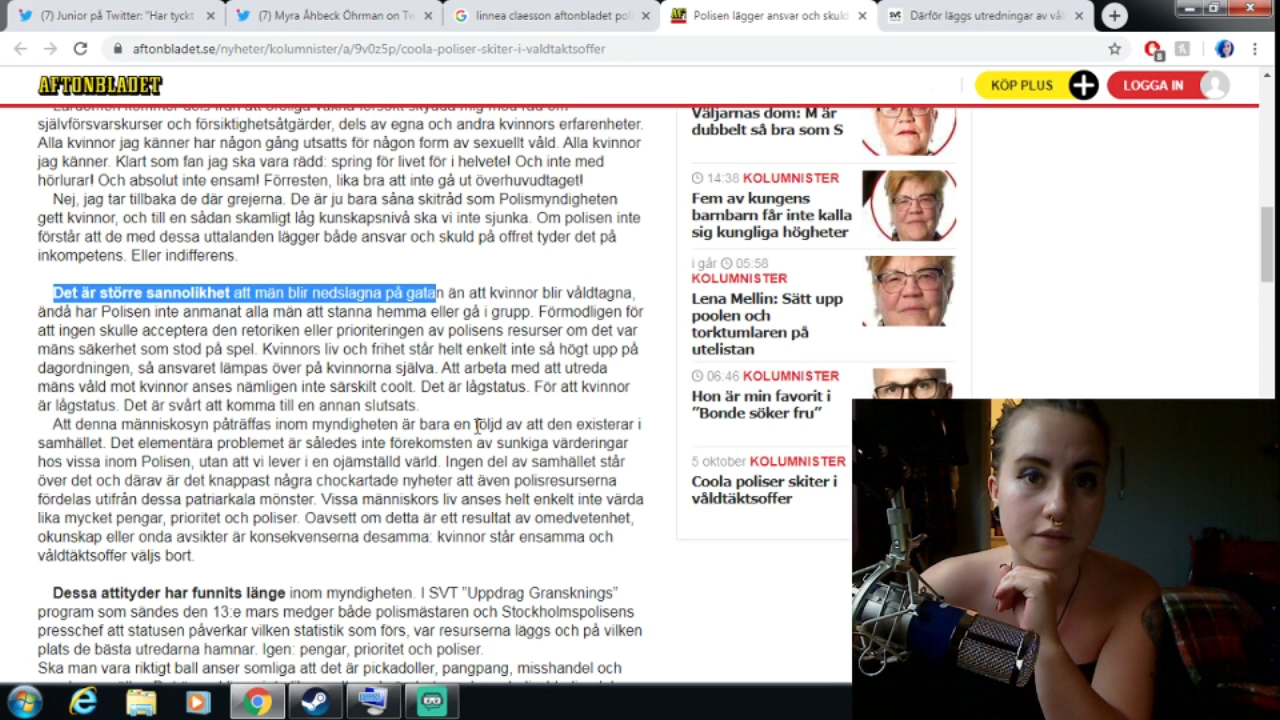 (7) Junior på Twitter: "Har tyckt
(7) Myra Åhbeck Öhrman on Tw
linnea claesson aftonbladet poli
Polisen lägger ansvar och skuld
Därför läggs utredningar av vål
aftonbladet.se/nyheter/kolumnister/a/9v0z5p/coola-poliser-skiter-i-valdtaktsoffer
AFTONBLADET
KÖP PLUS
LOGGA IN
självförsvarskurser och försiktighetsåtgärder, dels av egna och andra kvinnors erfarenheter.
Alla kvinnor jag känner har någon gång utsatts för någon form av sexuellt våld. Alla kvinnor
jag känner. Klart som fan jag ska vara rädd: spring för livet för i helvete! Och inte med
hörlurar! Och absolut inte ensam! Förresten, lika bra att inte gå ut överhuvudtaget!
Nej, jag tar tillbaka de där grejerna. De är ju bara såna skitråd som Polismyndigheten
gett kvinnor, och till en sådan skamligt låg kunskapsnivå ska vi inte sjunka. Om polisen inte
förstår att de med dessa uttalanden lägger både ansvar och skuld på offret tyder det på
inkompetens. Eller indifferens.
Det är större sannolikhet att män blir nedslagna på gatan än att kvinnor blir våldtagna,
ändå har Polisen inte anmanat alla män att stanna hemma eller gå i grupp. Förmodligen för
att ingen skulle acceptera den retoriken eller prioriteringen av polisens resurser om det var
mäns säkerhet som stod på spel. Kvinnors liv och frihet står helt enkelt inte så högt upp på
dagordningen, så ansvaret lämpas över på kvinnorna själva. Att arbeta med att utreda
mäns våld mot kvinnor anses nämligen inte särskilt coolt. Det är lågstatus. För att kvinnor
är lågstatus. Det är svårt att komma till en annan slutsats.
Att denna människosyn påträffas inom myndigheten är bara en följd av att den existerar i
samhället. Det elementära problemet är således inte förekomsten av sunkiga värderingar
hos vissa inom Polisen, utan att vi lever i en ojämställd värld. Ingen del av samhället står
över det och därav är det knappast några chockartade nyheter att även polisresurserna
fördelas utifrån dessa patriarkala mönster. Vissa människors liv anses helt enkelt inte värda
lika mycket pengar, prioritet och poliser. Oavsett om detta är ett resultat av omedvetenhet,
okunskap eller onda avsikter är konsekvenserna desamma: kvinnor står ensamma och
våldtäktsoffer väljs bort.
Dessa attityder har funnits länge inom myndigheten. I SVT "Uppdrag Gransknings"
program som sändes den 13:e mars medger både polismästaren och Stockholmspolisens
presschef att statusen påverkar vilken statistik som förs, var resurserna läggs och på vilken
plats de bästa utredarna hamnar. Igen: pengar, prioritet och poliser.
Ska man vara riktigt ball anser somliga att det är pickadoller, pangpang, misshandel och
Väljarnas dom: M är
dubbelt så bra som S
14:38 KOLUMNISTER
Fem av kungens
barnbarn får inte kalla
sig kungliga högheter
i går 05:58
KOLUMNISTER
Lena Mellin: Sätt upp
poolen och
torktumlaren på
utelistan
06:46 KOLUMNISTER
Hon är min favorit i
"Bonde söker fru"
5 oktober KOLUMNISTER
Coola poliser skiter i
våldtäktsoffer